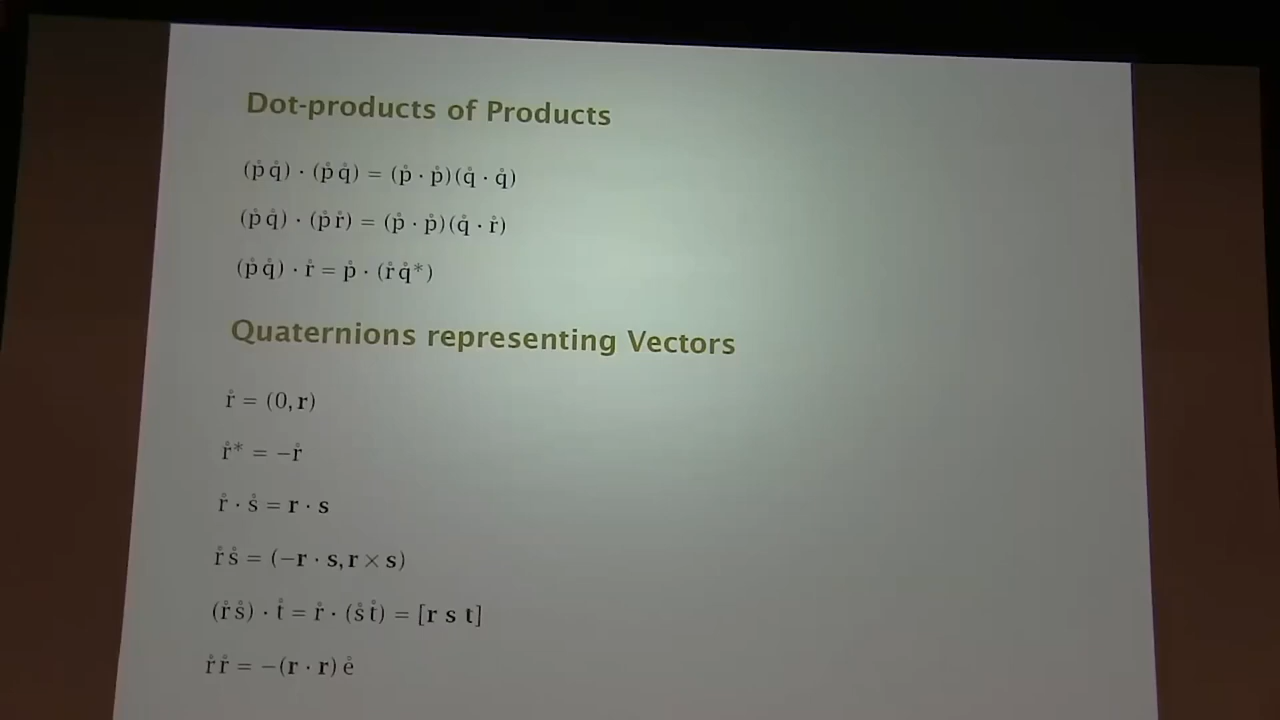 Dot-products of Products
(p̊ q̊) · (p̊ q̊) = (p̊ · p̊)(q̊ · q̊)
(p̊ q̊) · (p̊ r̊) = (p̊ · p̊)(q̊ · r̊)
(p̊ q̊) · r̊ = p̊ · (r̊ q̊*)
Quaternions representing Vectors
r̊ = (0, r)
r̊* = −r̊
r̊ · s̊ = r · s
r̊ s̊ = (−r · s, r × s)
(r̊ s̊) · t̊ = r̊ · (s̊ t̊) = [r s t]
r̊ r̊ = −(r · r) e̊